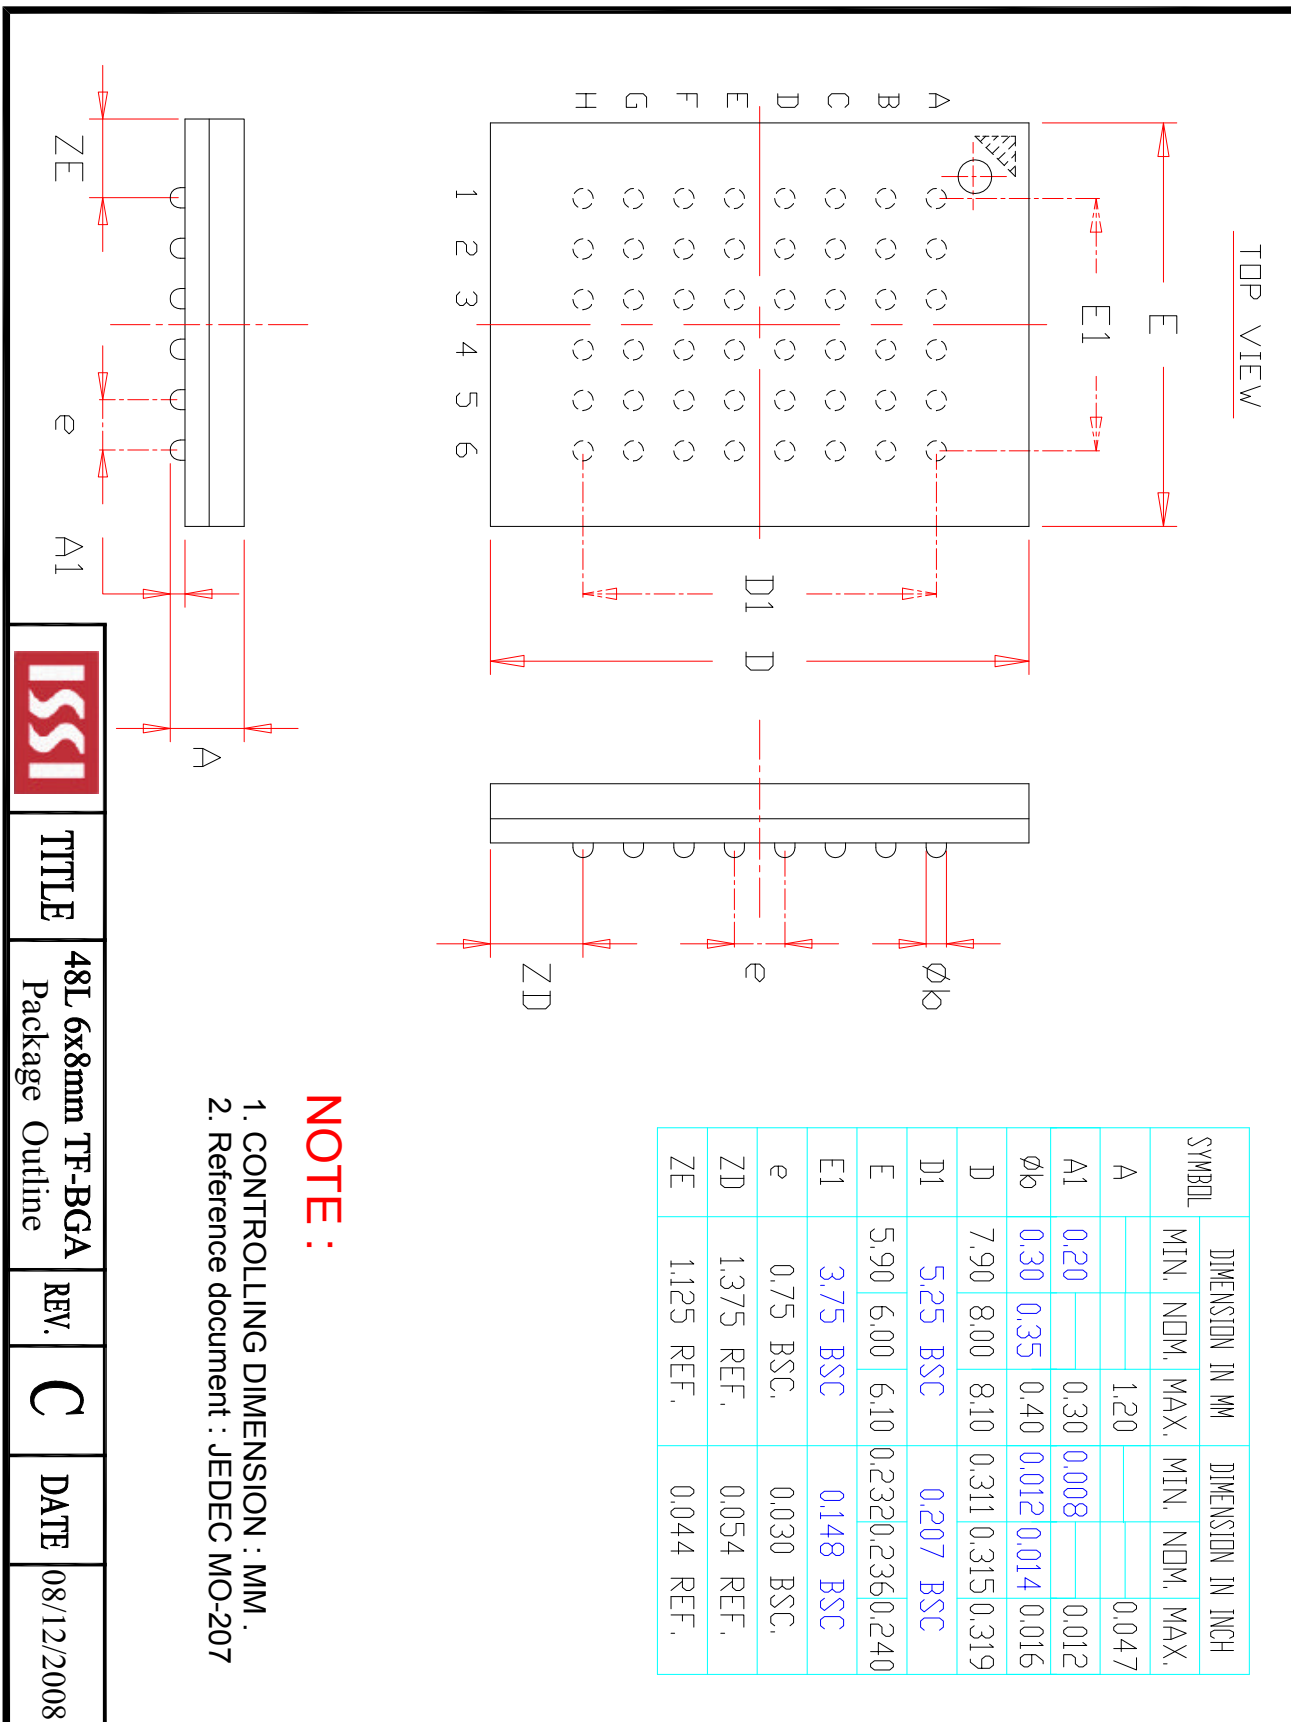 TOP VIEW
E
E1
A
B
C
D
E
F
G
H
1
2
3
4
5
6
D1
D
Øb
e
ZD
ZE
e
A1
A
SYMBOL DIMENSION IN MM DIMENSION IN INCH
MIN. NOM. MAX. MIN. NOM. MAX.
A 1.20 0.047
A1 0.20 0.30 0.008 0.012
Øb 0.30 0.35 0.40 0.012 0.014 0.016
D 7.90 8.00 8.10 0.311 0.315 0.319
D1 5.25 BSC 0.207 BSC
E 5.90 6.00 6.10 0.232 0.236 0.240
E1 3.75 BSC 0.148 BSC
e 0.75 BSC. 0.030 BSC.
ZD 1.375 REF. 0.054 REF.
ZE 1.125 REF. 0.044 REF.
NOTE :
1. CONTROLLING DIMENSION : MM .
2. Reference document : JEDEC MO-207
ISSI
TITLE
48L 6x8mm TF-BGA
Package Outline
REV.
C
DATE
08/12/2008